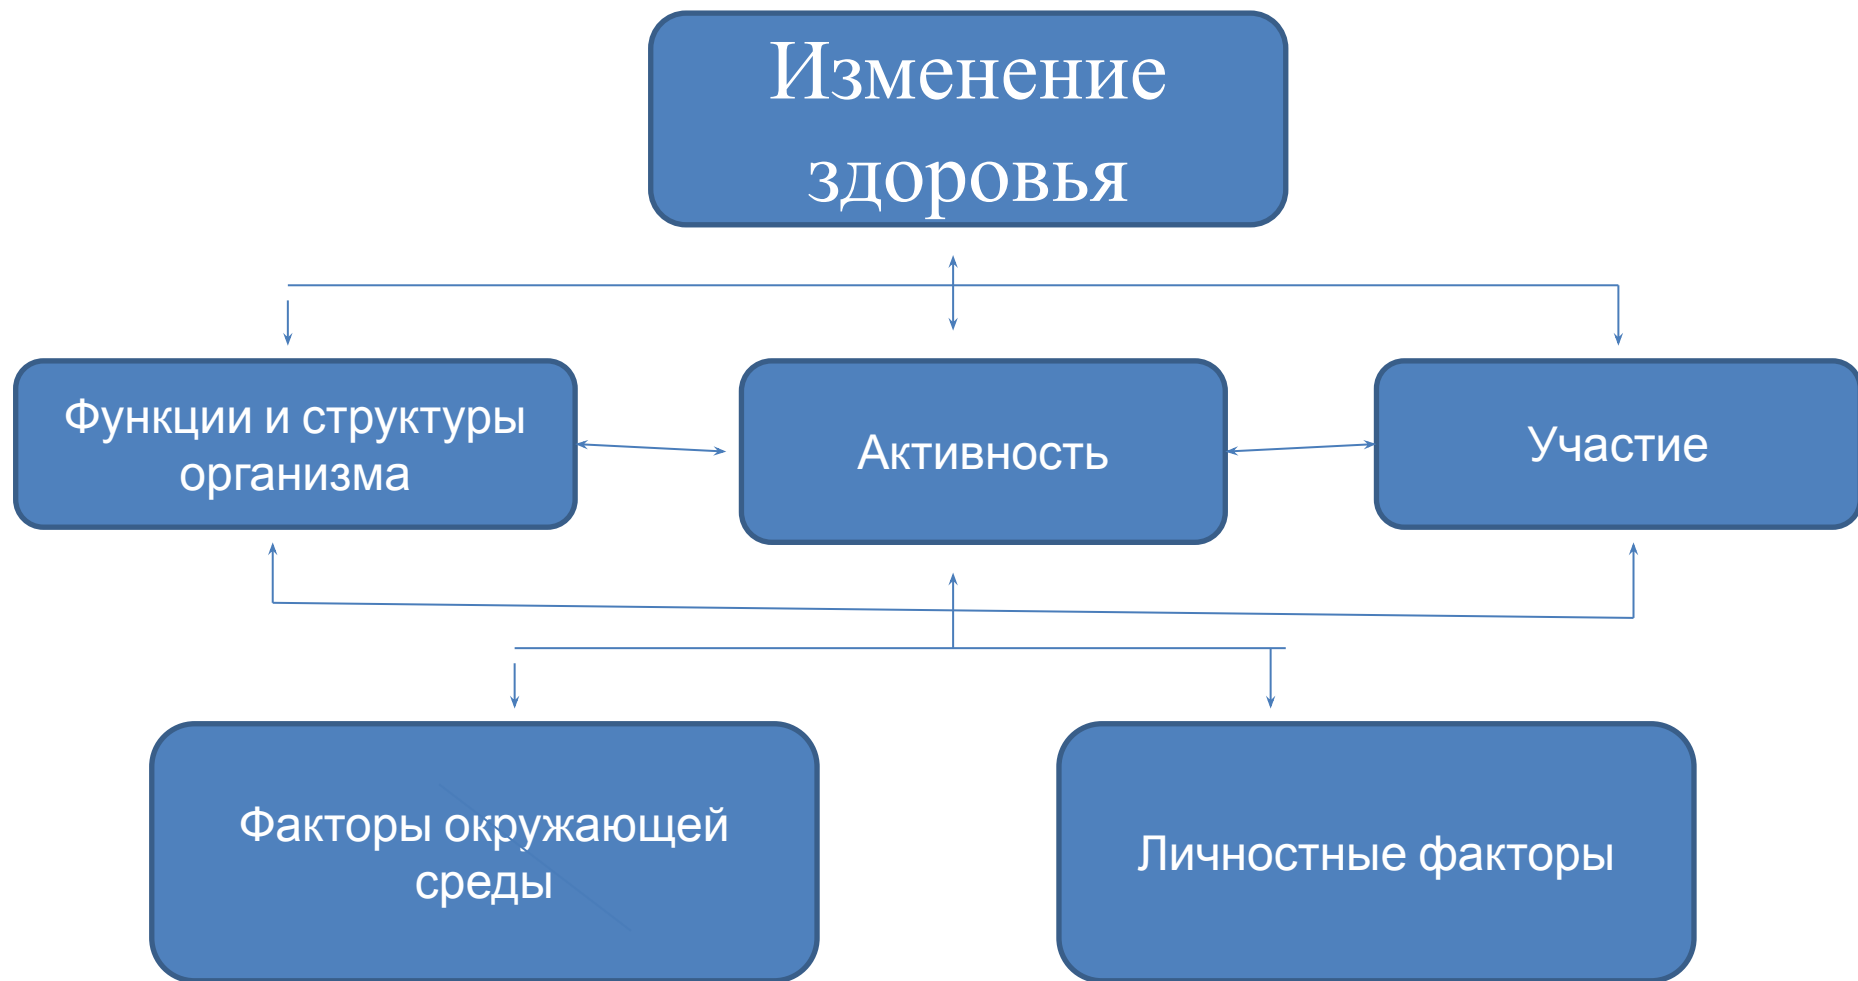 Изменение
здоровья
Функции и структуры
организма
Активность
Участие
Факторы окружающей
среды
Личностные факторы